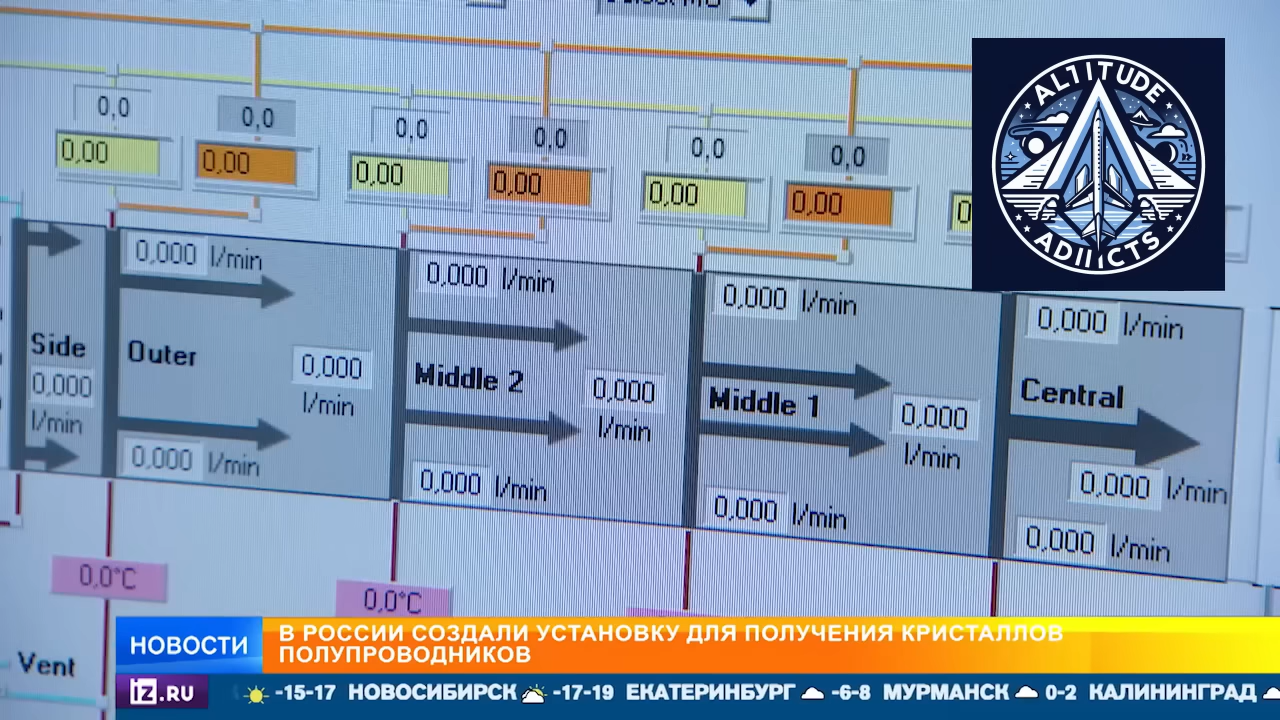 ALTITUDE
ADIIICTS
0,0
0,0
0,0
0,0
0,0
0,0
0,00
0,00
0,00
0,00
0,00
0,00
0,000 l/min
0,000 l/min
0,000 l/min
0,000 l/min
Side
Outer
Middle 2
Middle 1
Central
0,000
l/min
0,000
l/min
0,000
l/min
0,000
l/min
0,000 l/min
0,000 l/min
0,000 l/min
0,000 l/min
0,000 l/min
0,0°C
0,0°C
Vent
НОВОСТИ
В РОССИИ СОЗДАЛИ УСТАНОВКУ ДЛЯ ПОЛУЧЕНИЯ КРИСТАЛЛОВ
ПОЛУПРОВОДНИКОВ
IZ.RU
-15-17 НОВОСИБИРСК -17-19 ЕКАТЕРИНБУРГ -6-8 МУРМАНСК 0-2 КАЛИНИНГРАД